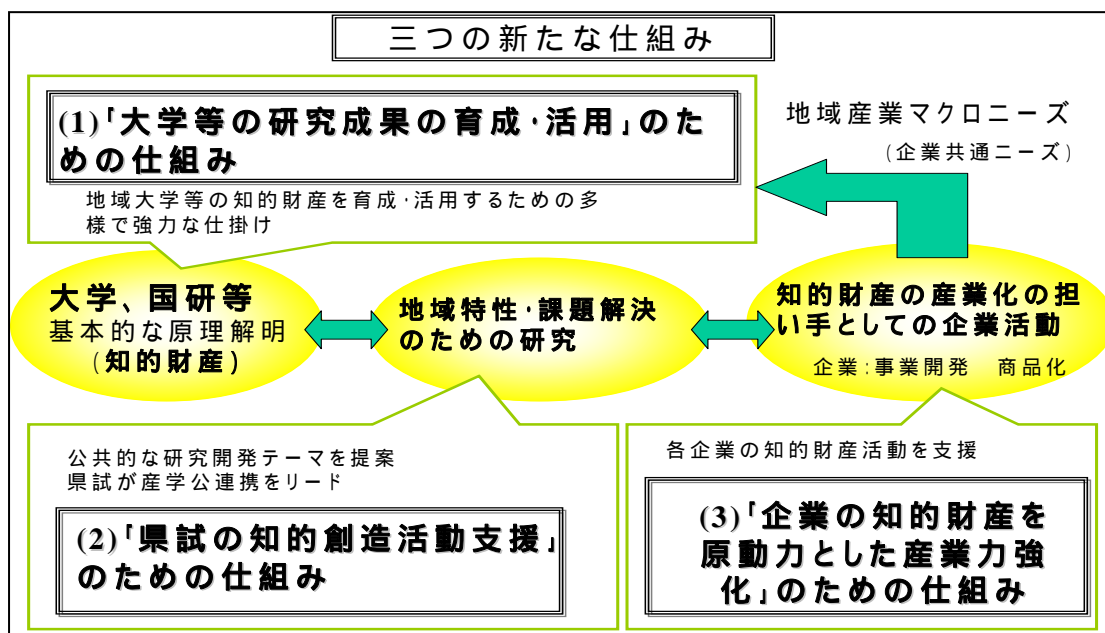 三つの新たな仕組み
(1)「大学等の研究成果の育成・活用」のた
めの仕組み
地域大学等の知的財産を育成・活用するための多
様で強力な仕掛け
地域産業マクロニーズ
(企業共通ニーズ)
大学、国研等
基本的な原理解明
(知的財産)
地域特性・課題解決
のための研究
知的財産の産業化の担
い手としての企業活動
企業:事業開発　商品化
公共的な研究開発テーマを提案
県試が産学公連携をリード
(2)「県試の知的創造活動支援」
のための仕組み
各企業の知的財産活動を支援
(3)「企業の知的財産を
原動力とした産業力強
化」のための仕組み